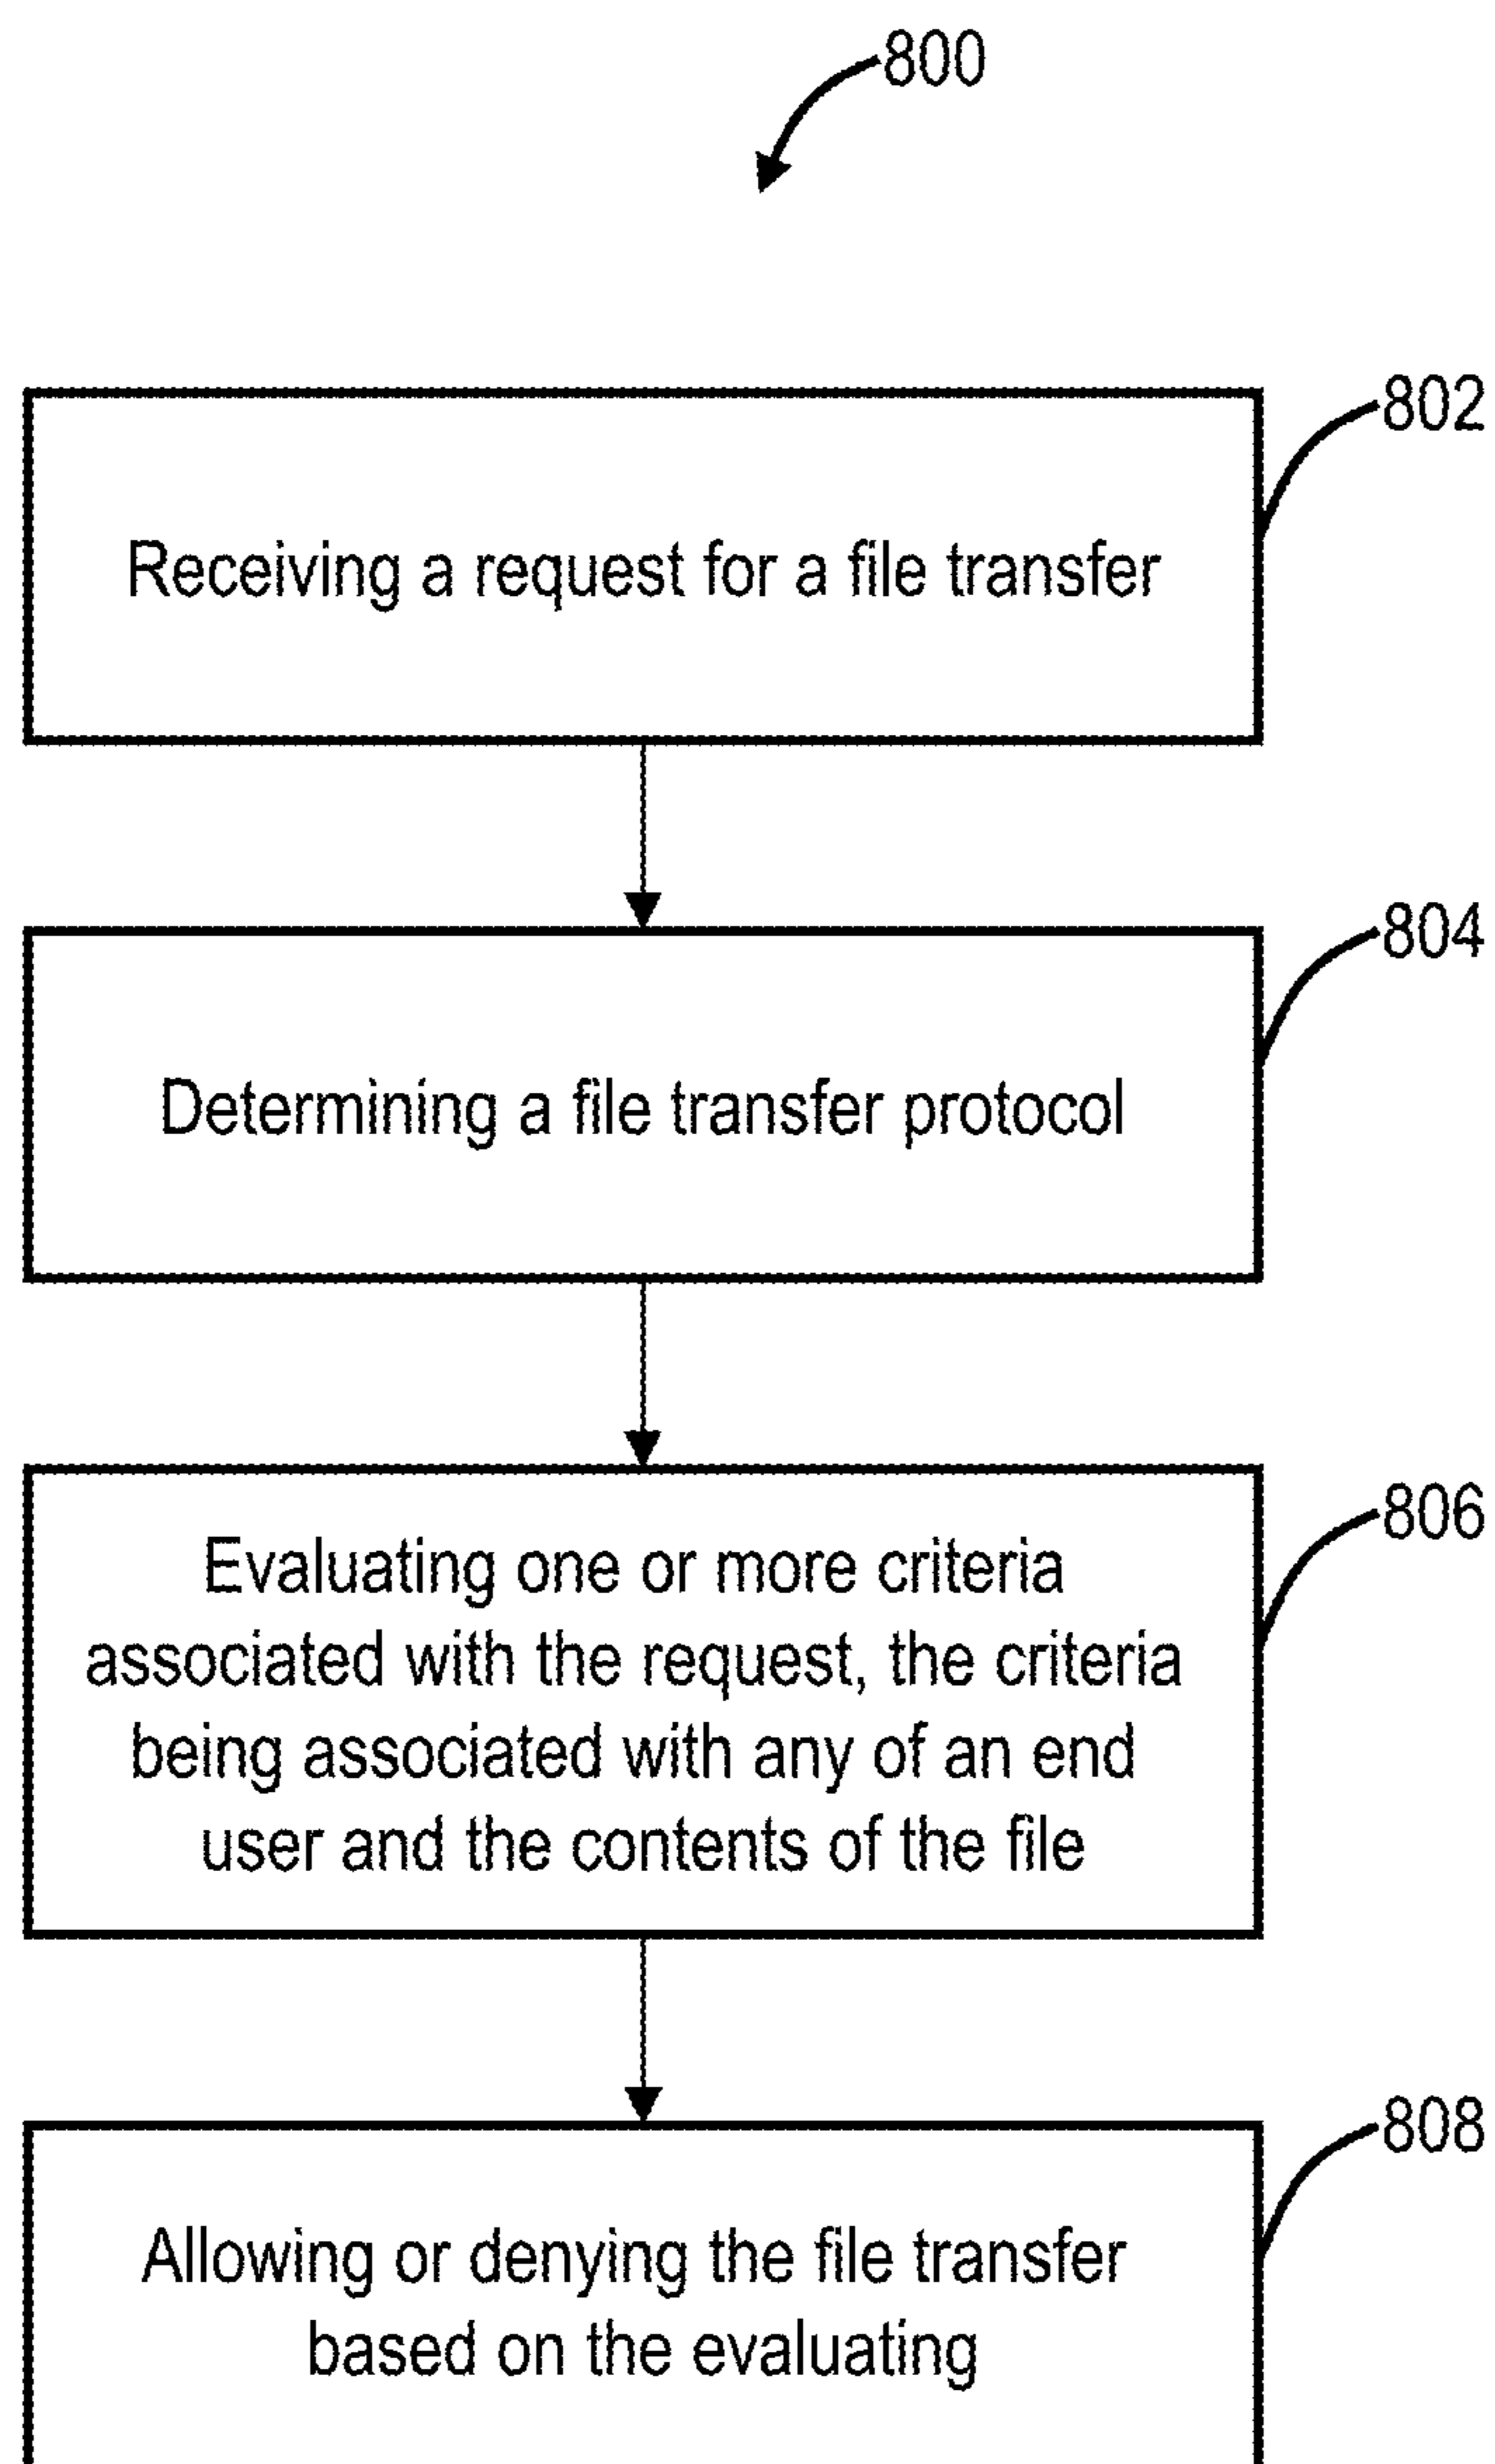 800
802
Receiving a request for a file transfer
804
Determining a file transfer protocol
806
Evaluating one or more criteria
associated with the request, the criteria
being associated with any of an end
user and the contents of the file
808
Allowing or denying the file transfer
based on the evaluating